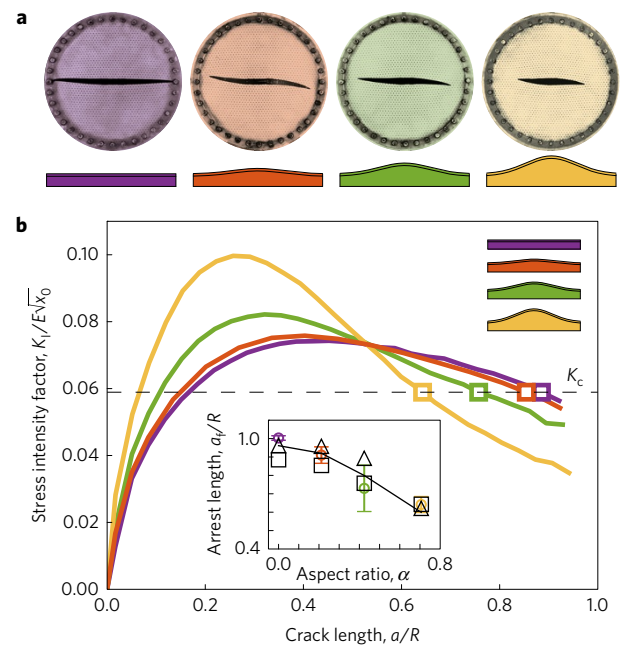 a
b
0.10
0.08
0.06
0.04
0.02
0.00
Stress intensity factor, K_I/E√x_0
K_c
1.0
0.4
Arrest length, a_f/R
0.0
0.8
Aspect ratio, α
0.0
0.2
0.4
0.6
0.8
1.0
Crack length, a/R